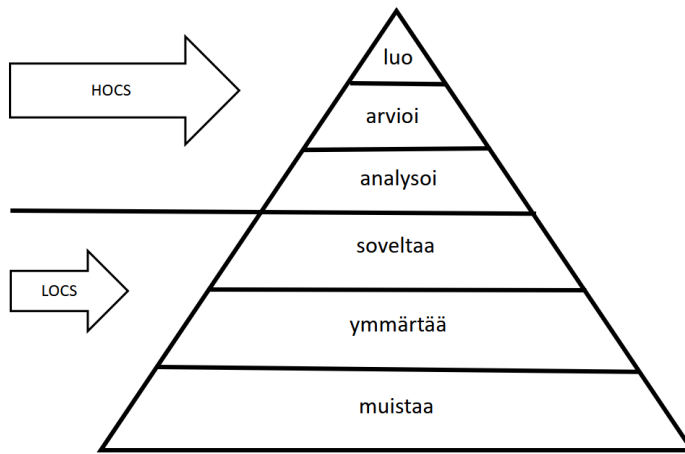 luo
HOCS
arvioi
analysoi
soveltaa
LOCS
ymmärtää
muistaa